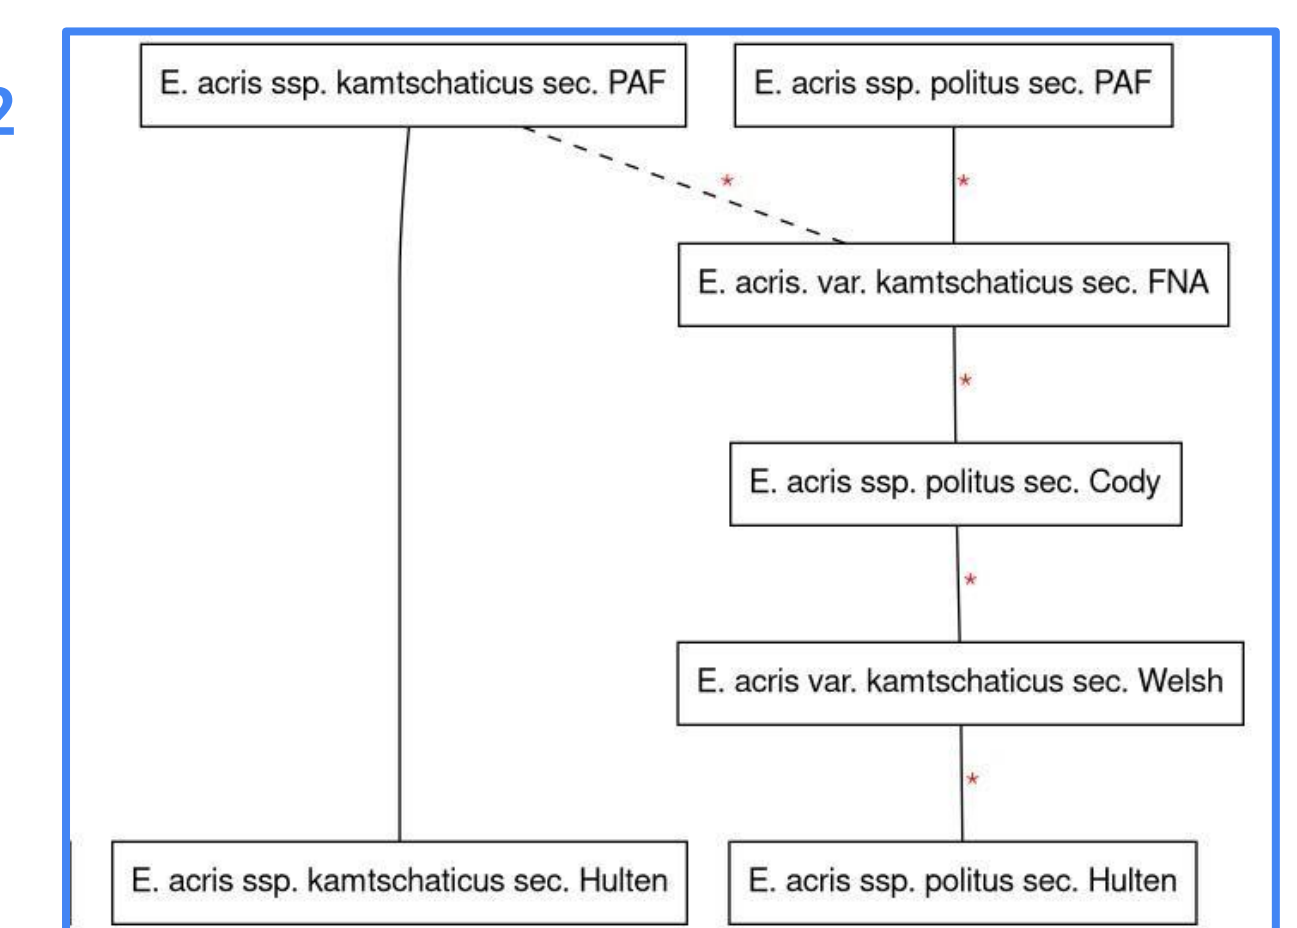 E. acris ssp. kamtschaticus sec. PAF
E. acris ssp. politus sec. PAF
2
*
*
E. acris. var. kamtschaticus sec. FNA
*
E. acris ssp. politus sec. Cody
*
E. acris var. kamtschaticus sec. Welsh
*
E. acris ssp. kamtschaticus sec. Hulten
E. acris ssp. politus sec. Hulten